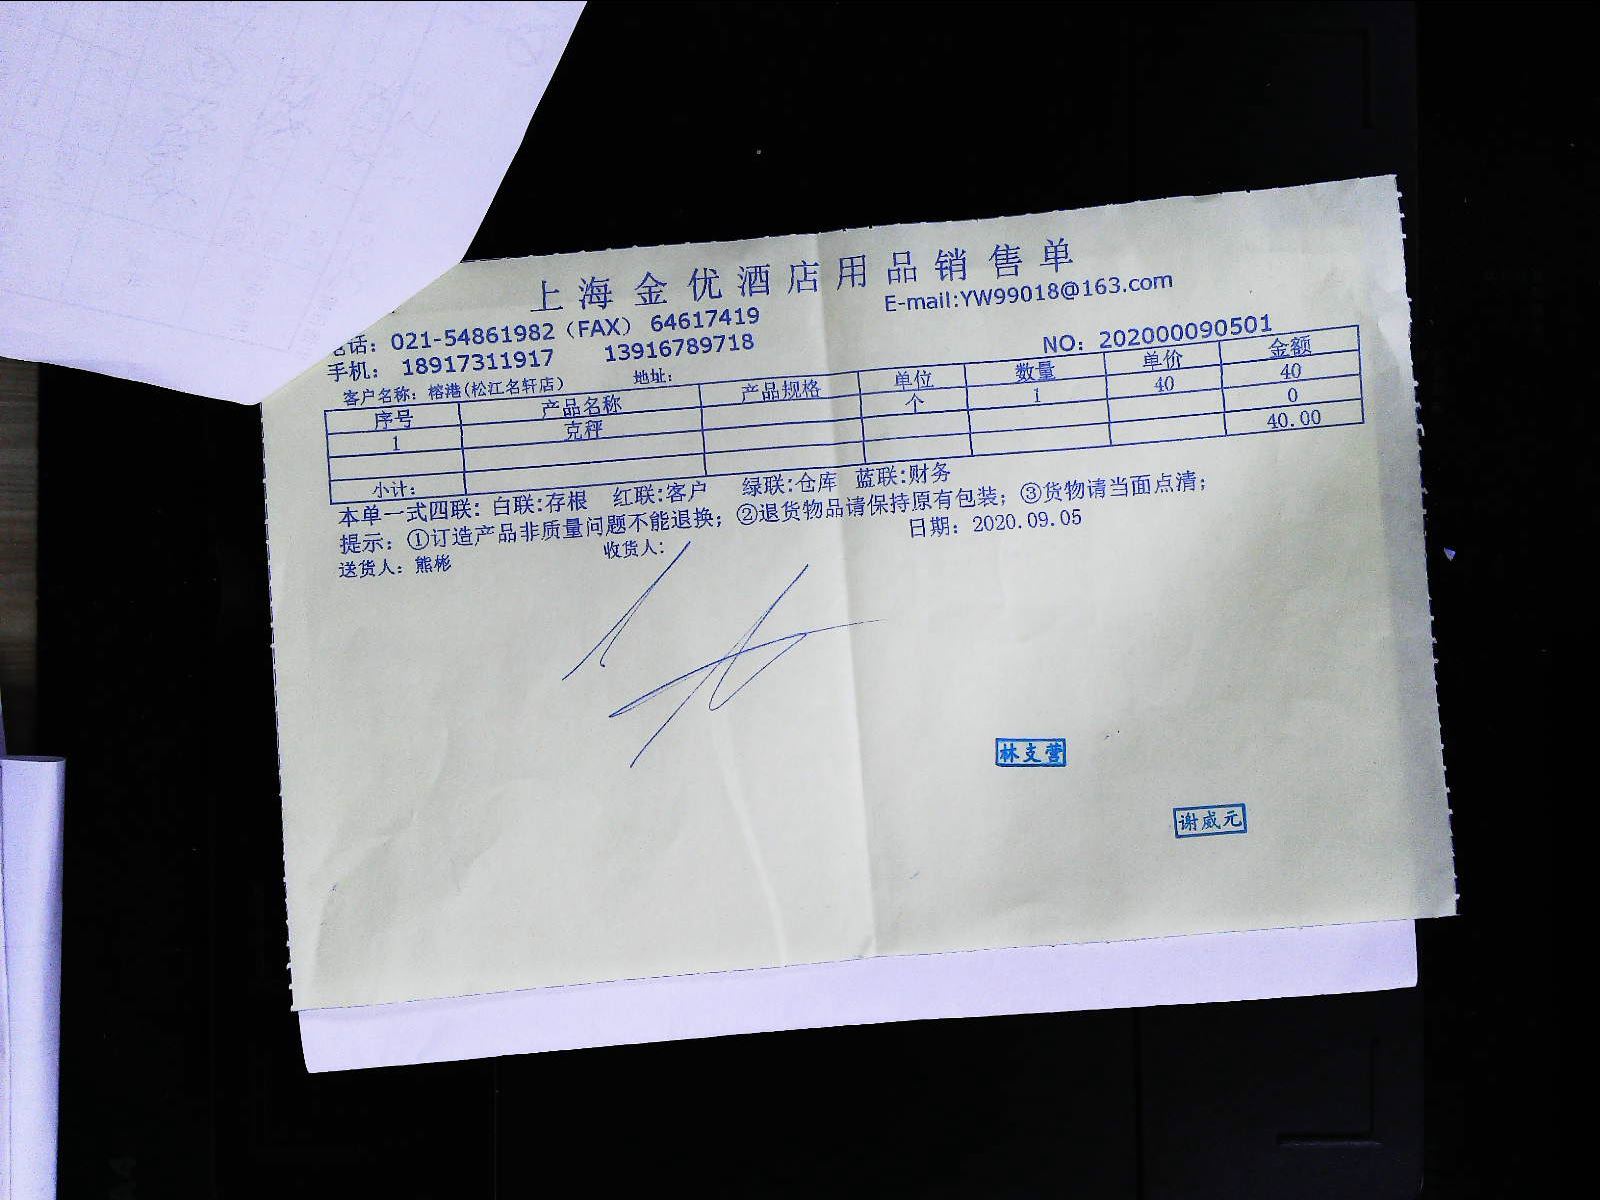 上海金优酒店用品销售单
E-mail:YW99018@163.com
电话：021-54861982（FAX） 64617419
手机： 18917311917 13916789718
NO：202000090501
客户名称：榕港(松江名轩店） 地址：
序号 产品名称 产品规格 单位 数量 单价 金额
1 克秤 个 1 40 40
0
小计： 40.00
本单一式四联：白联:存根 红联:客户 绿联:仓库 蓝联:财务
提示：①订造产品非质量问题不能退换；②退货物品请保持原有包装；③货物请当面点清；
送货人：熊彬 收货人： 日期：2020.09.05
林支营
谢威元